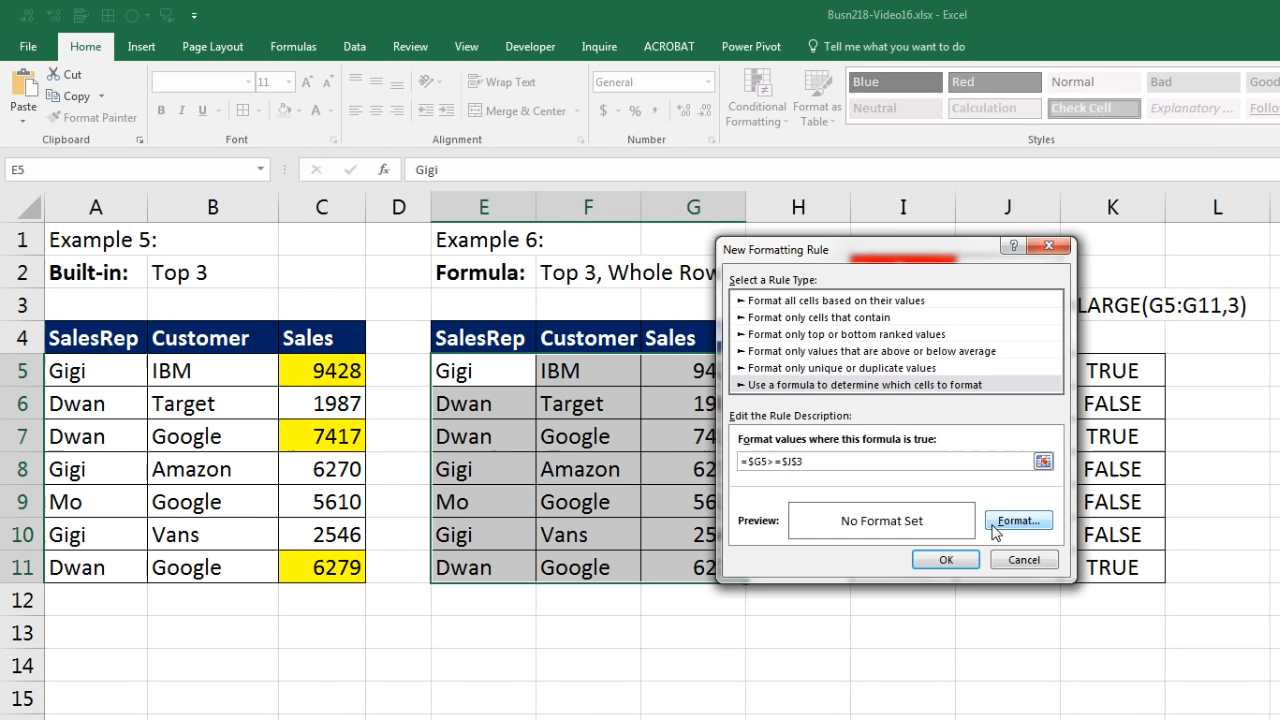 Busn218-Video16.xlsx - Excel
File Home Insert Page Layout Formulas Data Review View Developer Inquire ACROBAT Power Pivot Tell me what you want to do
Paste
Cut
Copy
Format Painter
Clipboard
11
B I U
Font
Wrap Text
Merge & Center
Alignment
General
$ % ,
Number
Conditional Formatting
Format as Table
Blue Red Normal Bad Good
Neutral Calculation Check Cell Explanatory ... Follo
Styles
E5 fx Gigi
A B C D E F G H I J K L
1 Example 5: Example 6:
2 Built-in: Top 3 Formula: Top 3, Whole Row
3 LARGE(G5:G11,3)
4 SalesRep Customer Sales SalesRep Customer Sales
5 Gigi IBM 9428 Gigi IBM 94 TRUE
6 Dwan Target 1987 Dwan Target 19 FALSE
7 Dwan Google 7417 Dwan Google 74 TRUE
8 Gigi Amazon 6270 Gigi Amazon 62 FALSE
9 Mo Google 5610 Mo Google 56 FALSE
10 Gigi Vans 2546 Gigi Vans 25 FALSE
11 Dwan Google 6279 Dwan Google 62 TRUE
12
13
14
15
New Formatting Rule
Select a Rule Type:
► Format all cells based on their values
► Format only cells that contain
► Format only top or bottom ranked values
► Format only values that are above or below average
► Format only unique or duplicate values
► Use a formula to determine which cells to format
Edit the Rule Description:
Format values where this formula is true:
=$G5>=$J$3
Preview: No Format Set Format...
OK Cancel